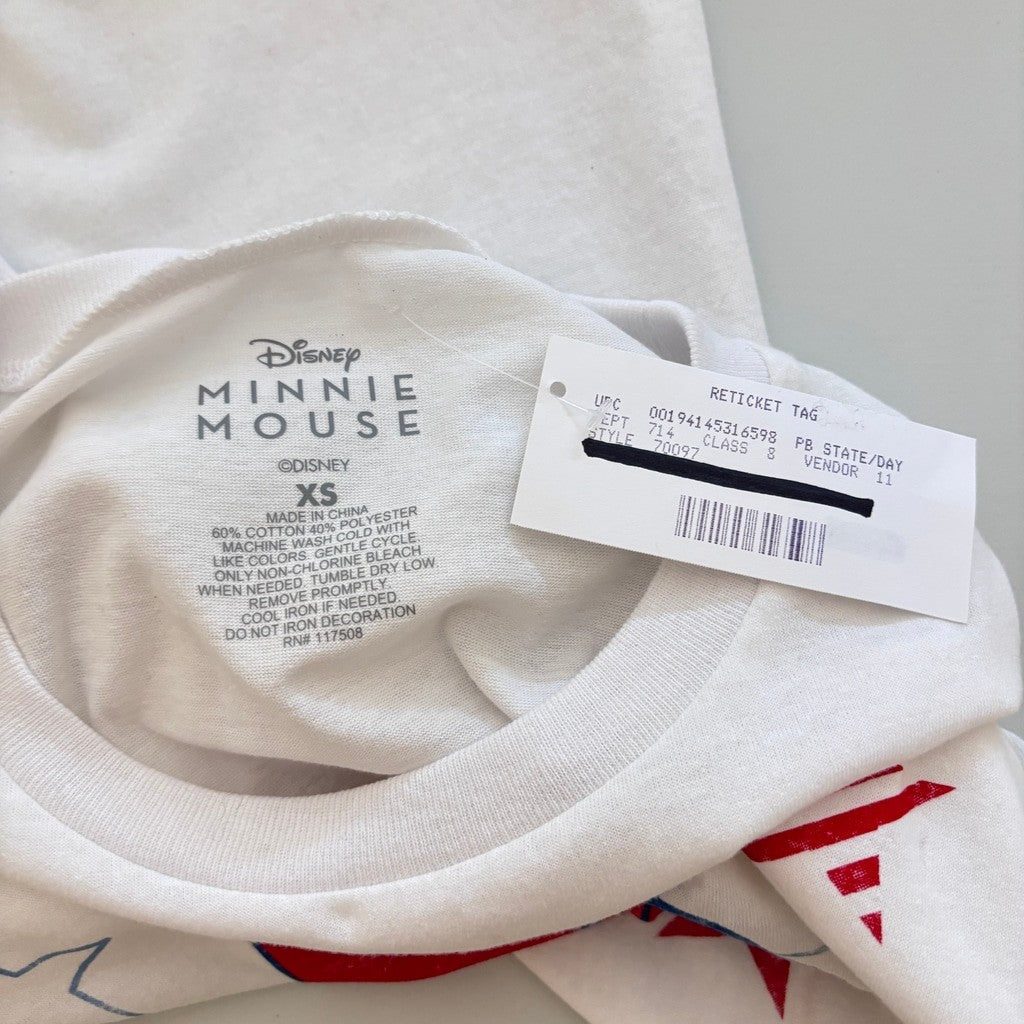 Disney
MINNIE
MOUSE
©DISNEY
XS
MADE IN CHINA
60% COTTON 40% POLYESTER
MACHINE WASH COLD WITH
LIKE COLORS. GENTLE CYCLE
ONLY NON-CHLORINE BLEACH
WHEN NEEDED. TUMBLE DRY LOW
REMOVE PROMPTLY.
COOL IRON IF NEEDED
DO NOT IRON DECORATION
RN# 117508
RETICKET TAG
UPC 00194145316598 PB STATE/DAY
DEPT 714 CLASS 8 VENDOR 11
STYLE 70097